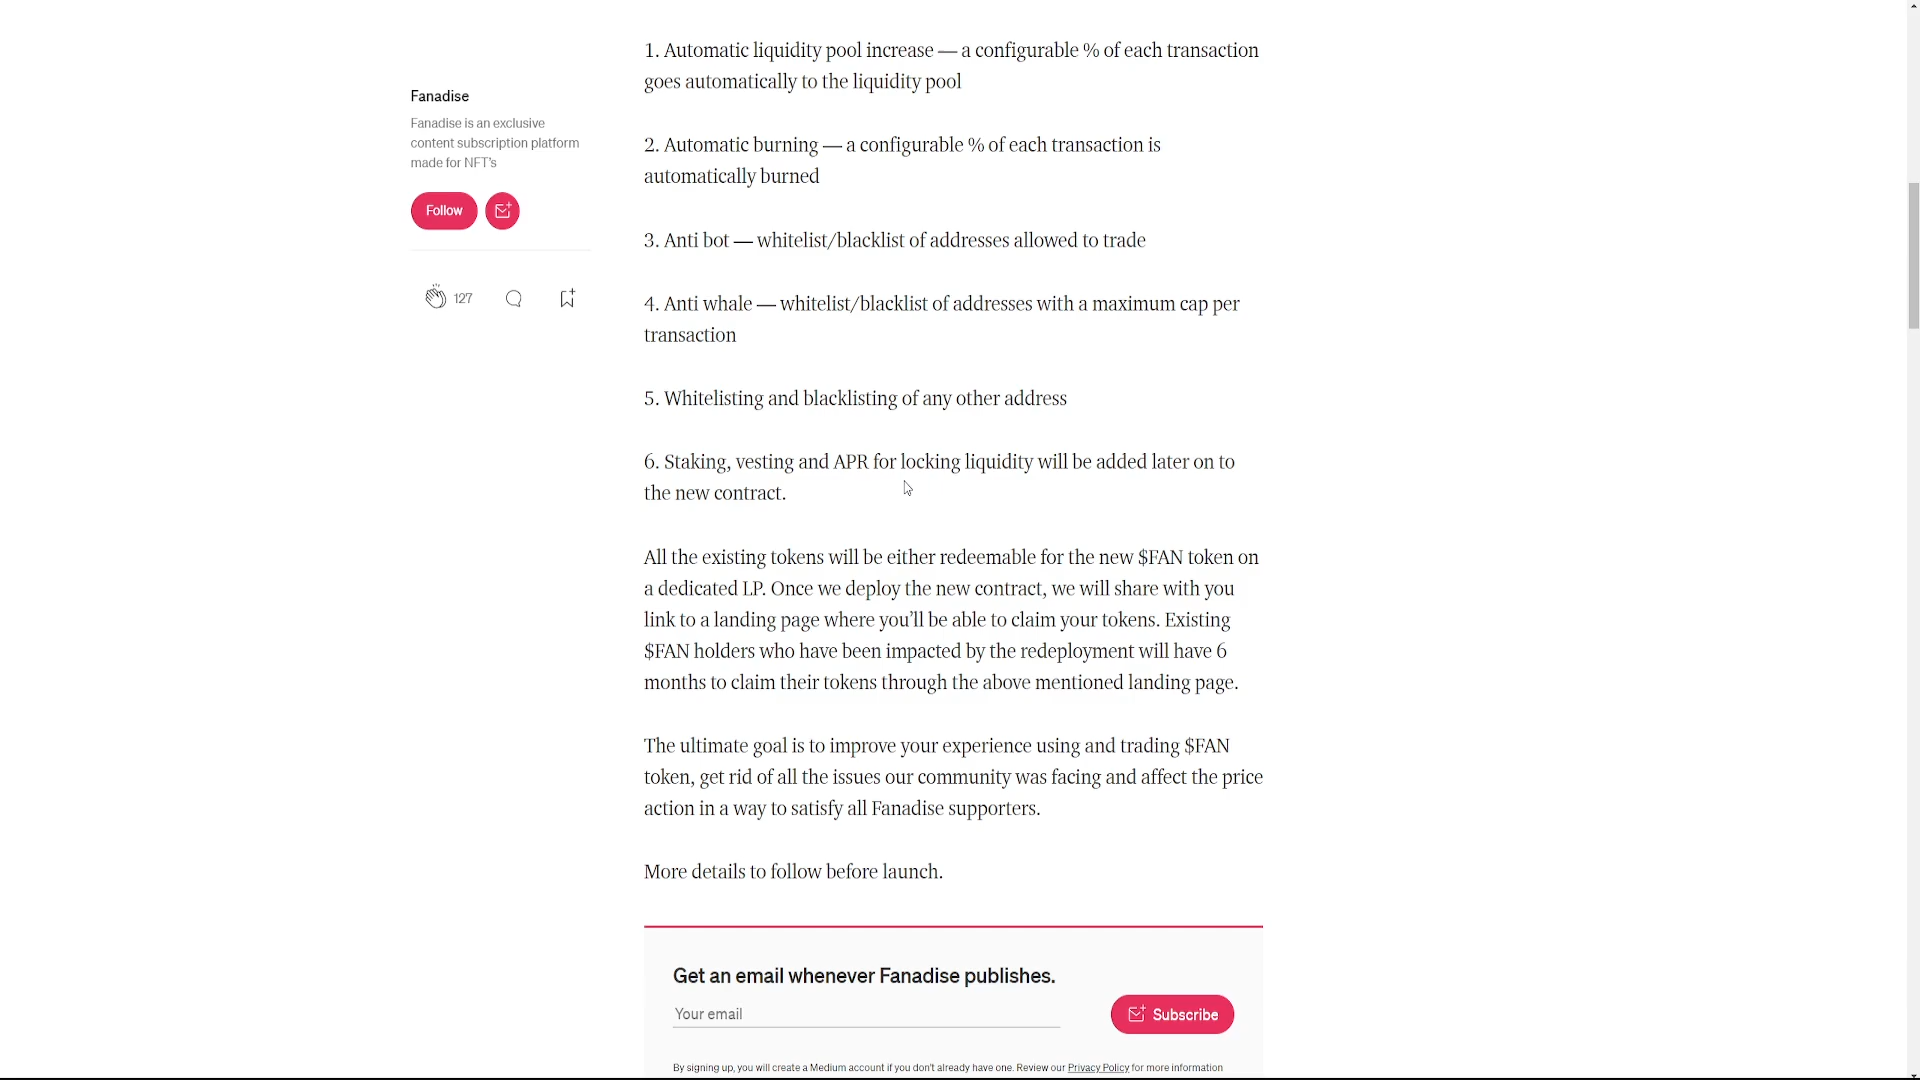 Fanadise
Fanadise is an exclusive
content subscription platform
made for NFT's
Follow
127
1. Automatic liquidity pool increase — a configurable % of each transaction
goes automatically to the liquidity pool
2. Automatic burning — a configurable % of each transaction is
automatically burned
3. Anti bot — whitelist/blacklist of addresses allowed to trade
4. Anti whale — whitelist/blacklist of addresses with a maximum cap per
transaction
5. Whitelisting and blacklisting of any other address
6. Staking, vesting and APR for locking liquidity will be added later on to
the new contract.
All the existing tokens will be either redeemable for the new $FAN token on
a dedicated LP. Once we deploy the new contract, we will share with you
link to a landing page where you’ll be able to claim your tokens. Existing
$FAN holders who have been impacted by the redeployment will have 6
months to claim their tokens through the above mentioned landing page.
The ultimate goal is to improve your experience using and trading $FAN
token, get rid of all the issues our community was facing and affect the price
action in a way to satisfy all Fanadise supporters.
More details to follow before launch.
Get an email whenever Fanadise publishes.
Your email
Subscribe
By signing up, you will create a Medium account if you don't already have one. Review our Privacy Policy for more information